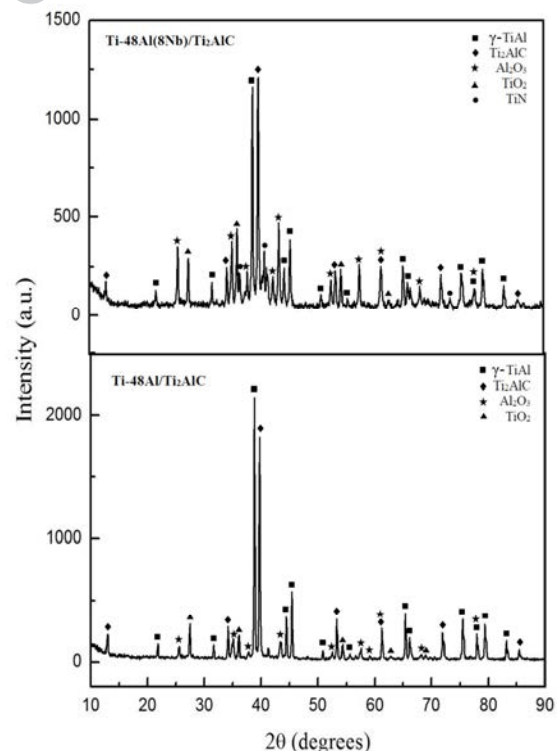 Ti-48Al(8Nb)/Ti₂AlC
■ γ-TiAl
♦ Ti₂AlC
★ Al₂O₃
▲ TiO₂
● TiN
1500
1000
500
0
Ti-48Al/Ti₂AlC
■ γ-TiAl
♦ Ti₂AlC
★ Al₂O₃
▲ TiO₂
2000
1000
0
Intensity (a.u.)
10 20 30 40 50 60 70 80 90
2θ (degrees)